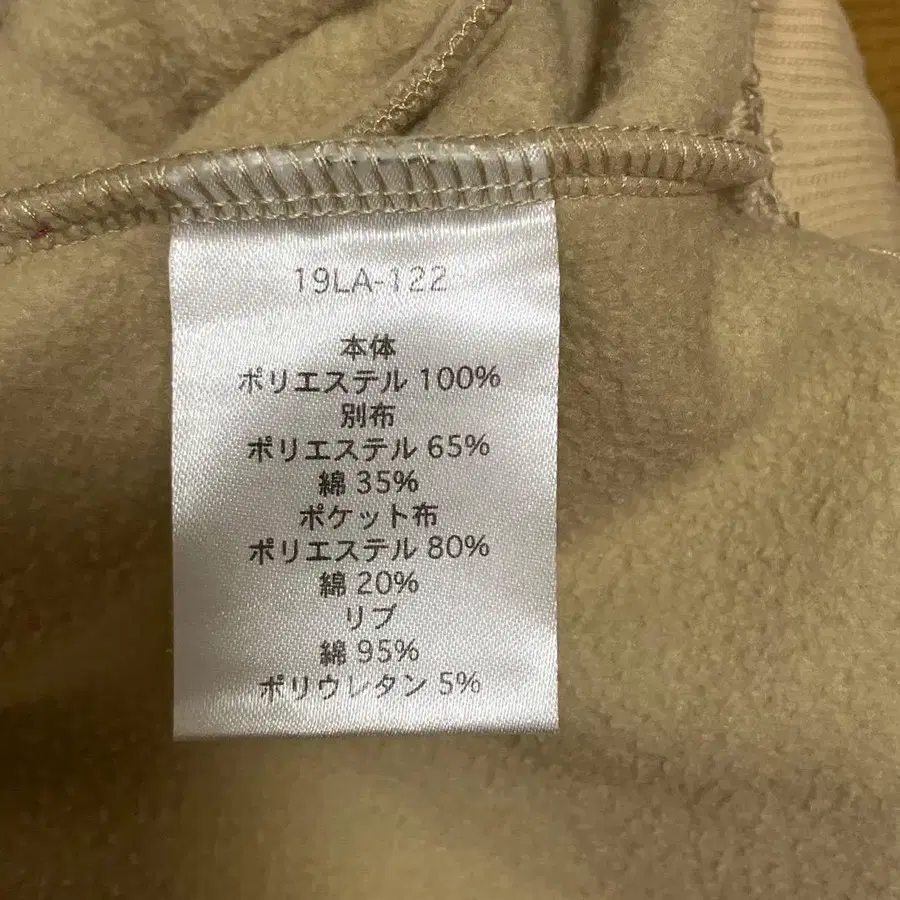 19LA-122
本体
ポリエステル 100%
別布
ポリエステル 65%
綿 35%
ポケット布
ポリエステル 80%
綿 20%
リブ
綿 95%
ポリウレタン 5%